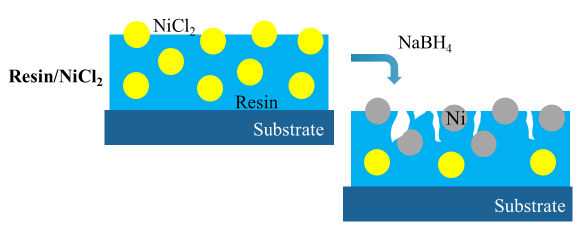 NiCl₂
NaBH₄
Resin/NiCl₂
Resin
Substrate
Ni
Substrate